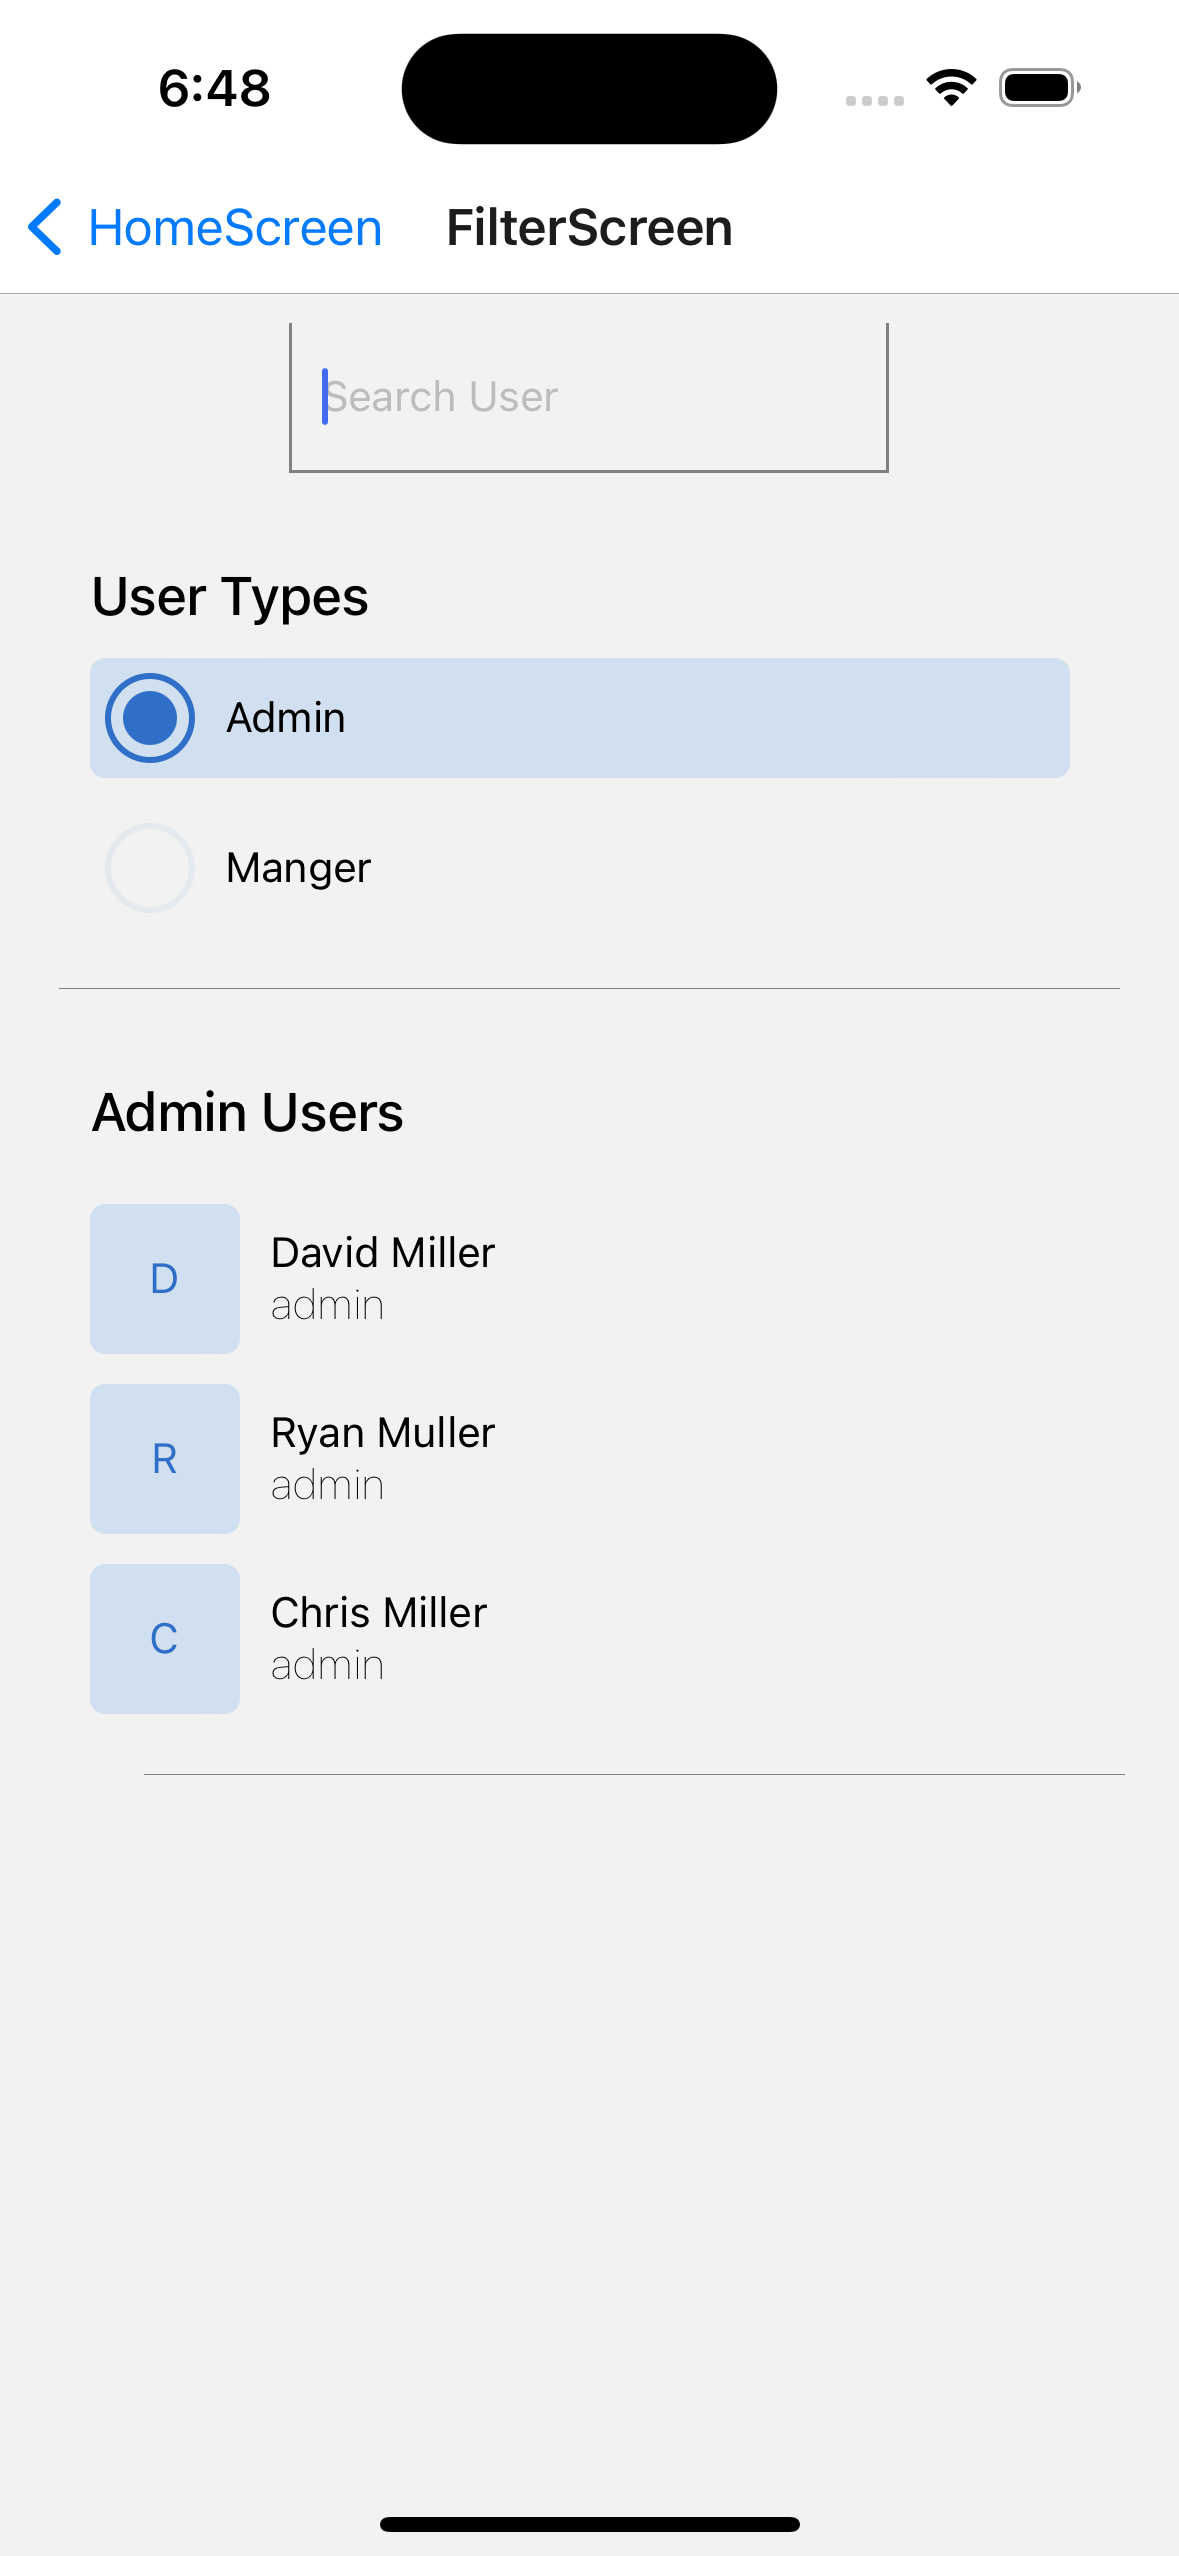 6:48
HomeScreen FilterScreen
Search User
User Types
Admin
Manger
Admin Users
D
David Miller
admin
R
Ryan Muller
admin
C
Chris Miller
admin